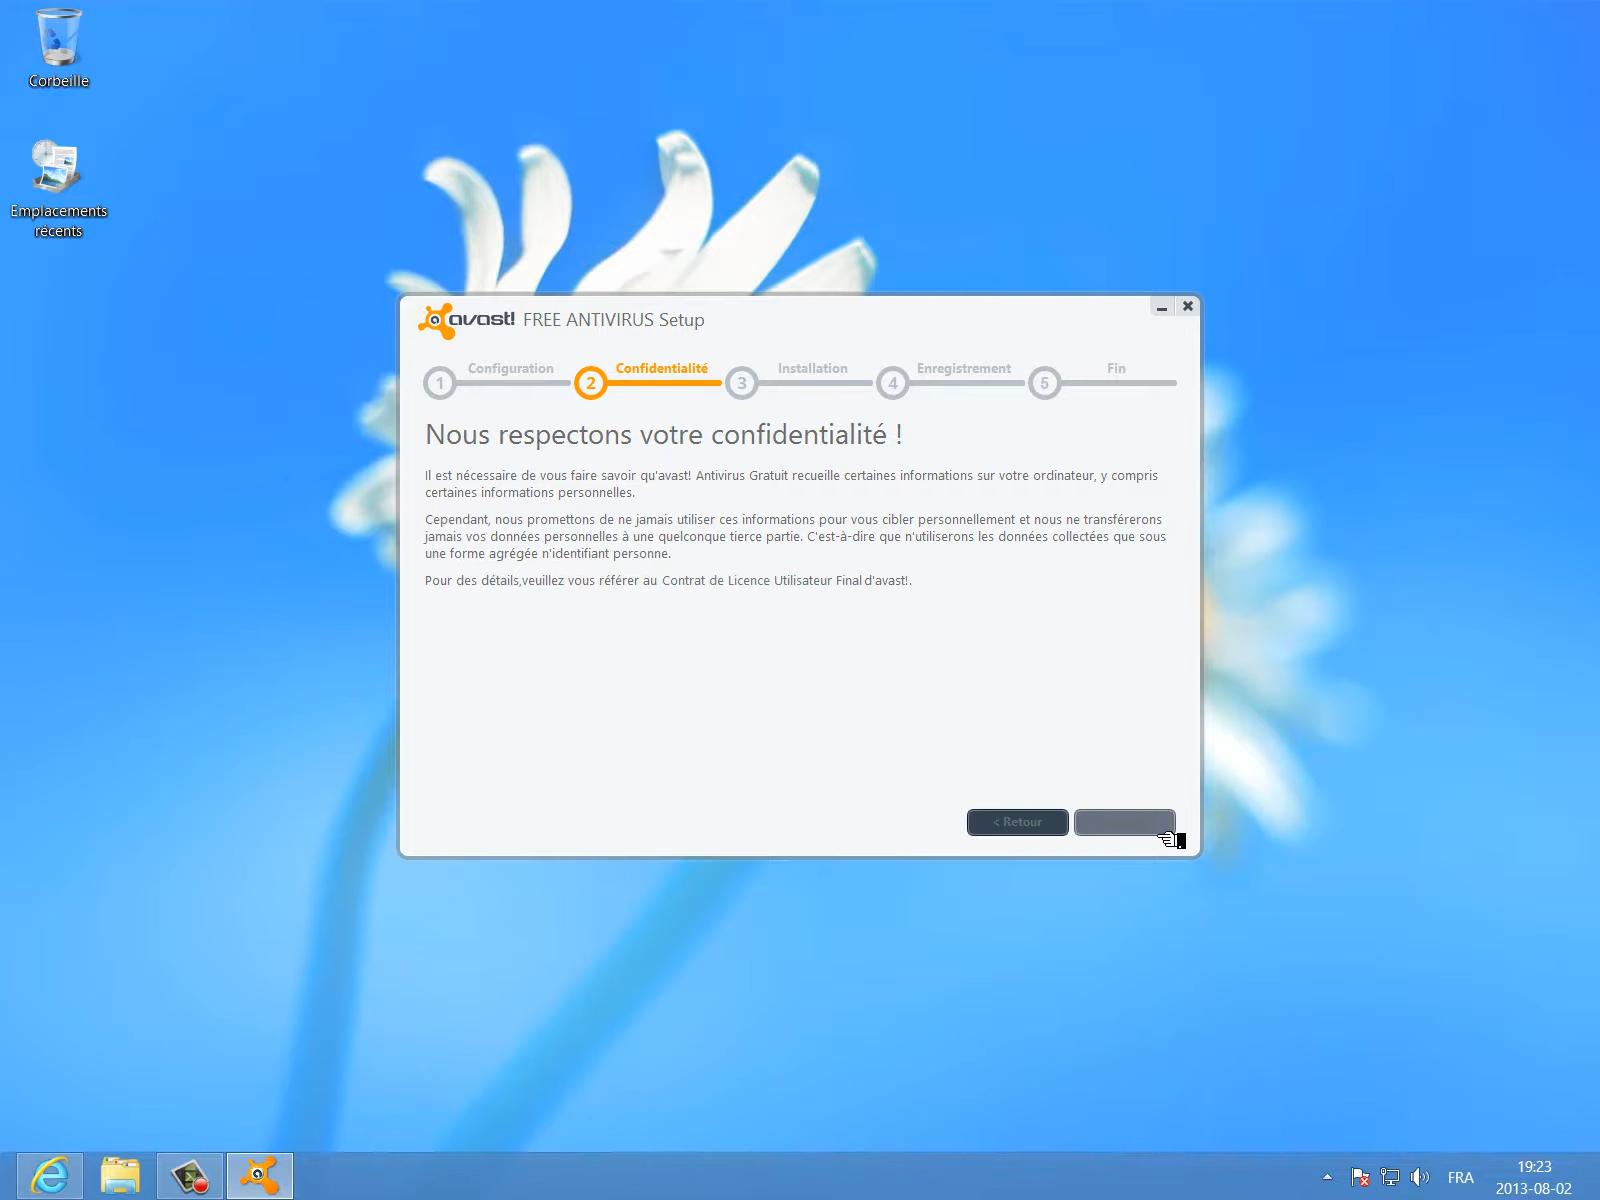 Corbeille
Emplacements
récents
a avast! FREE ANTIVIRUS Setup
Configuration
Confidentialité
Installation
Enregistrement
Fin
1
2
3
4
5
Nous respectons votre confidentialité !
Il est nécessaire de vous faire savoir qu'avast! Antivirus Gratuit recueille certaines informations sur votre ordinateur, y compris
certaines informations personnelles.
Cependant, nous promettons de ne jamais utiliser ces informations pour vous cibler personnellement et nous ne transférerons
jamais vos données personnelles à une quelconque tierce partie. C'est-à-dire que n'utiliserons les données collectées que sous
une forme agrégée n'identifiant personne.
Pour des détails,veuillez vous référer au Contrat de Licence Utilisateur Final d'avast!.
< Retour
a
FRA
19:23
2013-08-02